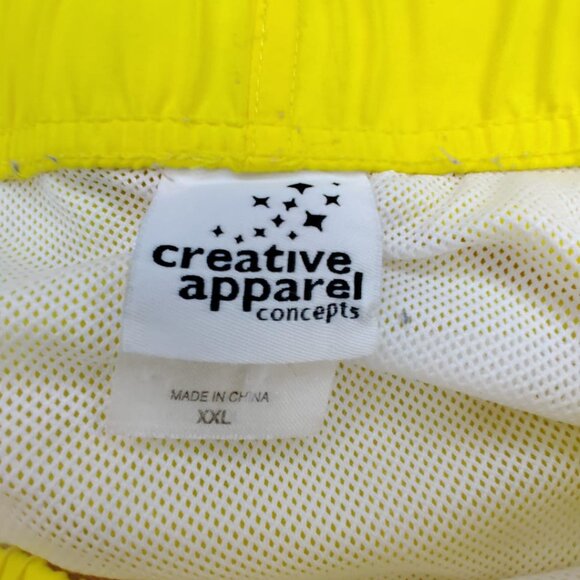 creative
apparel
concepts
MADE IN CHINA
XXL